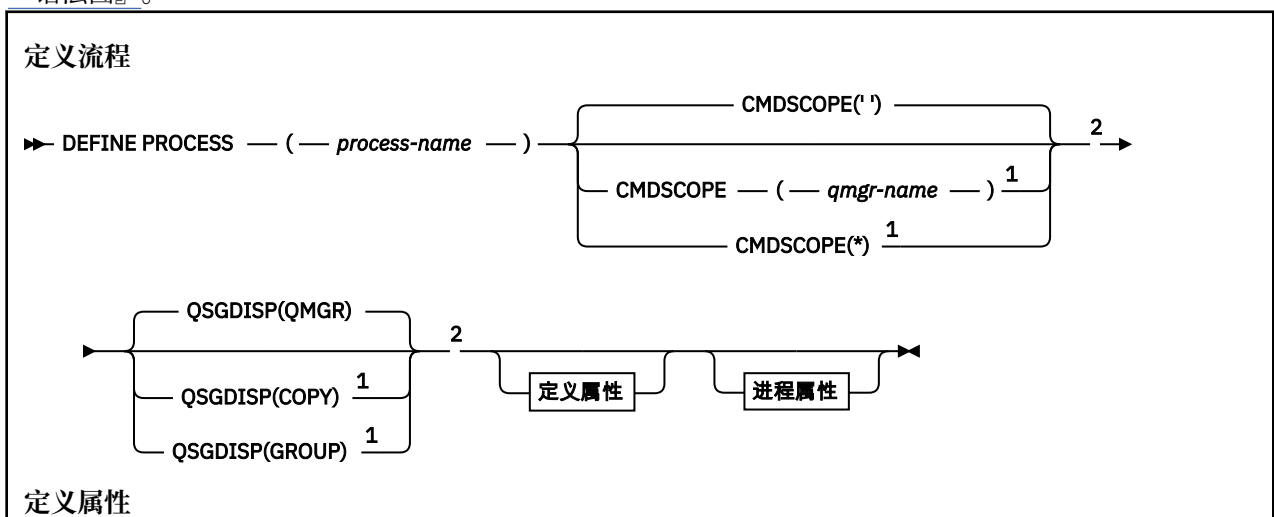 定义流程
CMDSCOPE(' ')
DEFINE PROCESS ( process-name ) 2
CMDSCOPE ( qmgr-name ) 1
CMDSCOPE(*) 1
QSGDISP(QMGR)
2
QSGDISP(COPY) 1 定义属性 进程属性
QSGDISP(GROUP) 1
定义属性